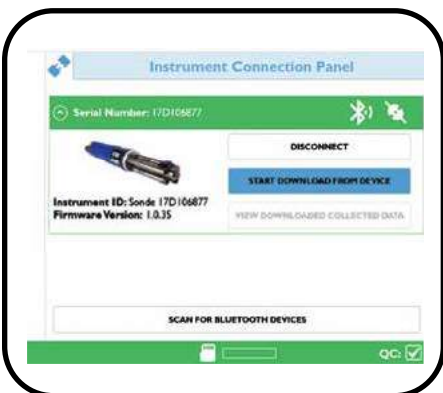 Instrument Connection Panel
Serial Number: 17D106877
DISCONNECT
START DOWNLOAD FROM DEVICE
Instrument ID: Sonde 17D106877
Firmware Version: 1.0.35
VIEW DOWNLOADED COLLECTED DATA
SCAN FOR BLUETOOTH DEVICES
QC: